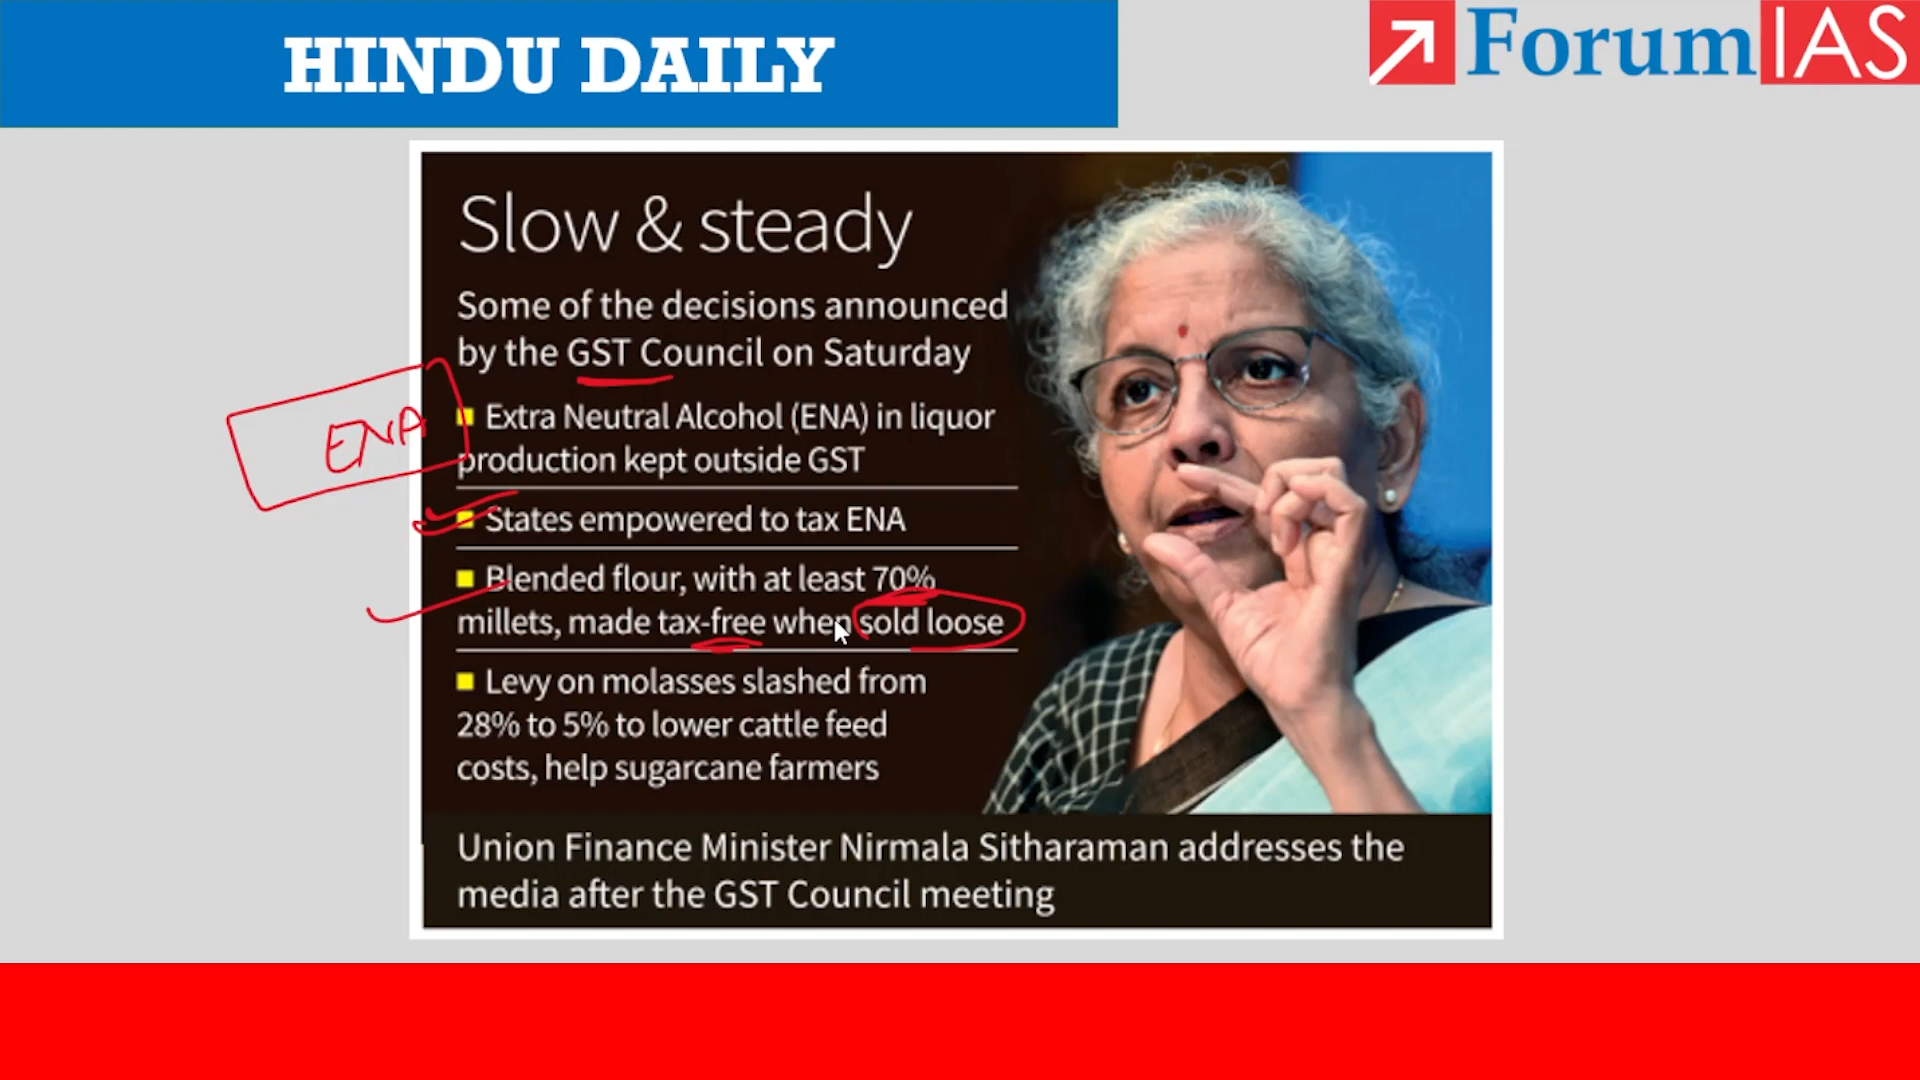 HINDU DAILY
ForumIAS
Slow & steady
Some of the decisions announced
by the GST Council on Saturday
ENA
Extra Neutral Alcohol (ENA) in liquor
production kept outside GST
States empowered to tax ENA
Blended flour, with at least 70%
millets, made tax-free when sold loose
Levy on molasses slashed from
28% to 5% to lower cattle feed
costs, help sugarcane farmers
Union Finance Minister Nirmala Sitharaman addresses the
media after the GST Council meeting